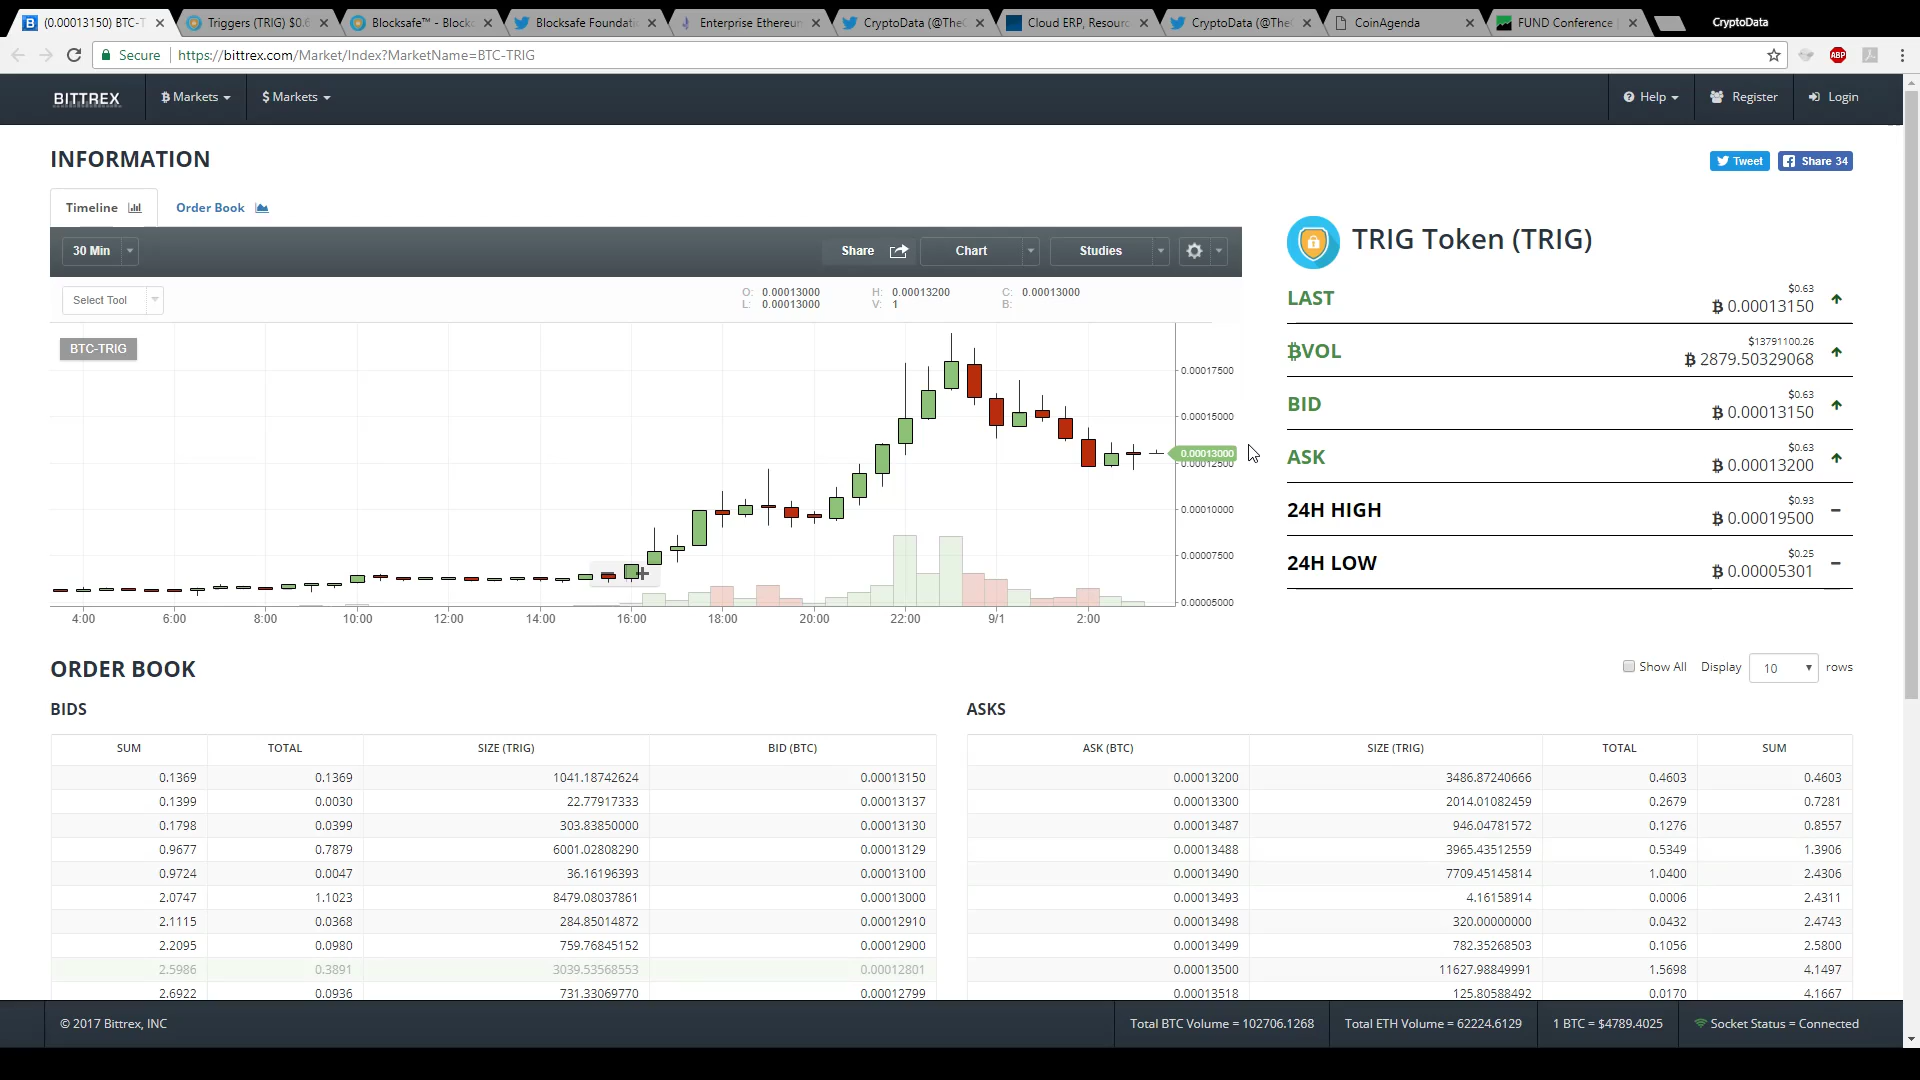 (0.00013150) BTC-T
Triggers (TRIG) $0.6
Blocksafe™ - Blocks
Blocksafe Foundatio
Enterprise Ethereum
CryptoData (@TheC
Cloud ERP, Resourc
CryptoData (@TheC
CoinAgenda
FUND Conference |
CryptoData
Secure
https://bittrex.com/Market/Index?MarketName=BTC-TRIG
ABP
BITTREX
Markets
$ Markets
Help
Register
Login
INFORMATION
Tweet
Share 34
Timeline
Order Book
30 Min
Share
Chart
Studies
Select Tool
O: 0.00013000 H: 0.00013200 C: 0.00013000
L: 0.00013000 V: 1 B:
BTC-TRIG
0.00017500
0.00015000
0.00013000
0.00012500
0.00010000
0.00007500
0.00005000
4:00 6:00 8:00 10:00 12:00 14:00 16:00 18:00 20:00 22:00 9/1 2:00
TRIG Token (TRIG)
LAST
$0.63
0.00013150
VOL
$13791100.26
2879.50329068
BID
$0.63
0.00013150
ASK
$0.63
0.00013200
24H HIGH
$0.93
0.00019500
24H LOW
$0.25
0.00005301
ORDER BOOK
Show All Display 10 rows
BIDS
SUM TOTAL SIZE (TRIG) BID (BTC)
0.1369 0.1369 1041.18742624 0.00013150
0.1399 0.0030 22.77917333 0.00013137
0.1798 0.0399 303.83850000 0.00013130
0.9677 0.7879 6001.02808290 0.00013129
0.9724 0.0047 36.16196393 0.00013100
2.0747 1.1023 8479.08037861 0.00013000
2.1115 0.0368 284.85014872 0.00012910
2.2095 0.0980 759.76845152 0.00012900
2.5986 0.3891 3039.53568553 0.00012801
2.6922 0.0936 731.33069770 0.00012799
ASKS
ASK (BTC) SIZE (TRIG) TOTAL SUM
0.00013200 3486.87240666 0.4603 0.4603
0.00013300 2014.01082459 0.2679 0.7281
0.00013487 946.04781572 0.1276 0.8557
0.00013488 3965.43512559 0.5349 1.3906
0.00013490 7709.45145814 1.0400 2.4306
0.00013493 4.16158914 0.0006 2.4311
0.00013498 320.00000000 0.0432 2.4743
0.00013499 782.35268503 0.1056 2.5800
0.00013500 11627.98849991 1.5698 4.1497
0.00013518 125.80588492 0.0170 4.1667
© 2017 Bittrex, INC
Total BTC Volume = 102706.1268
Total ETH Volume = 62224.6129
1 BTC = $4789.4025
Socket Status = Connected